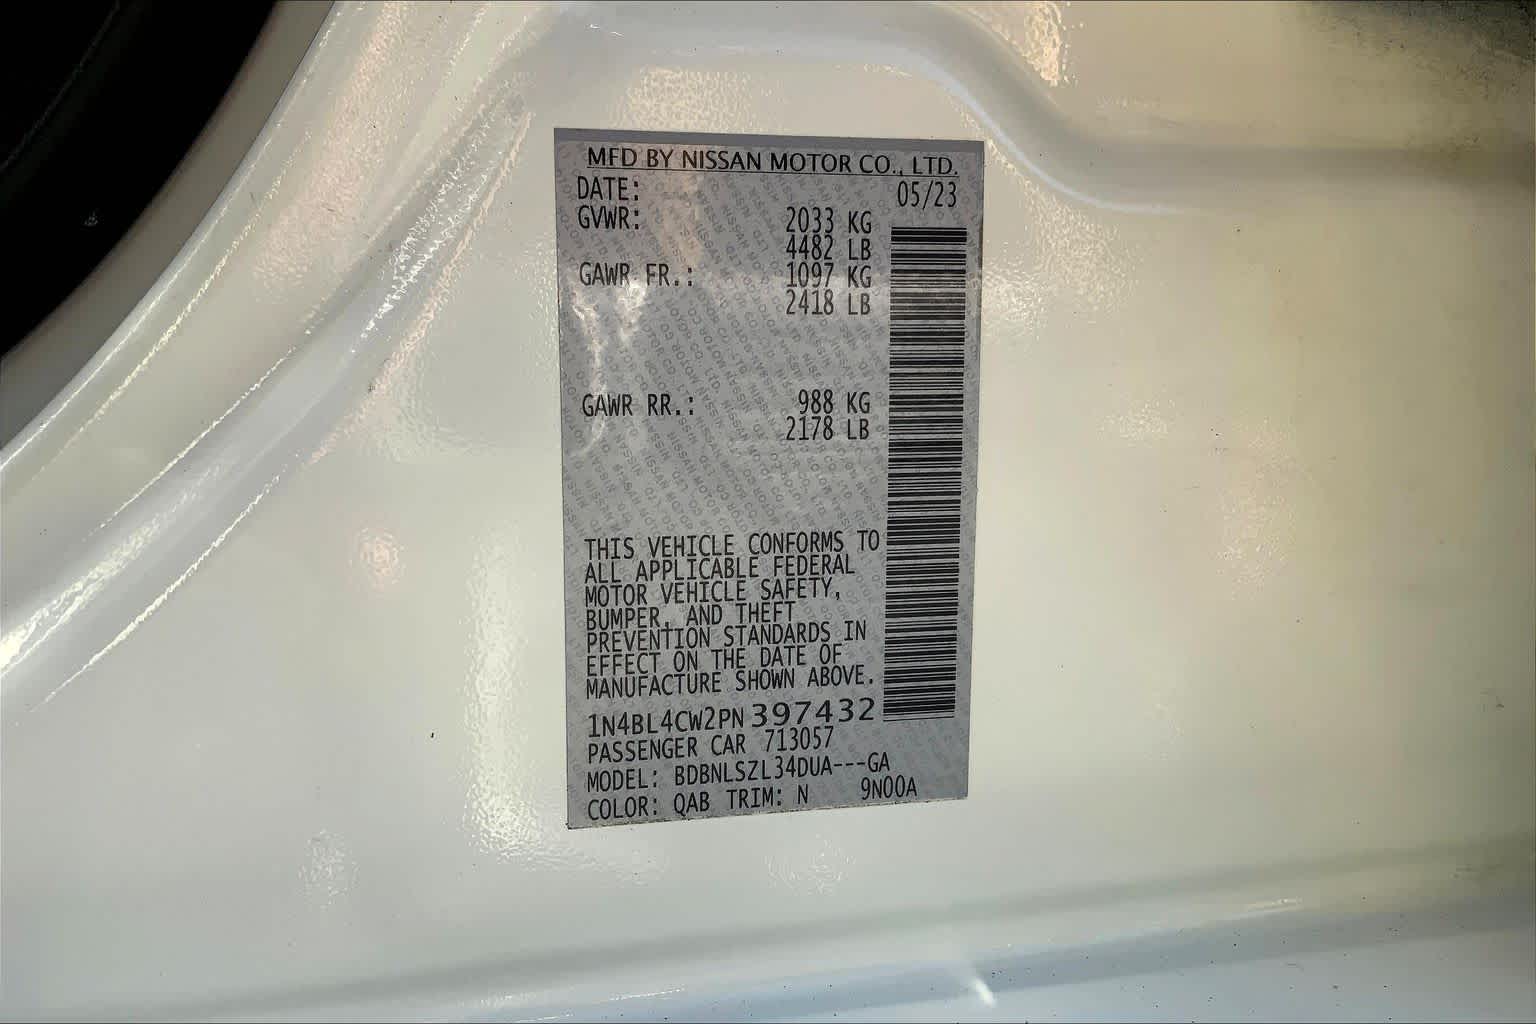 MFD BY NISSAN MOTOR CO., LTD.
DATE: 05/23
GVWR: 2033 KG
4482 LB
GAWR FR.: 1097 KG
2418 LB
GAWR RR.: 988 KG
2178 LB
THIS VEHICLE CONFORMS TO
ALL APPLICABLE FEDERAL
MOTOR VEHICLE SAFETY,
BUMPER, AND THEFT
PREVENTION STANDARDS IN
EFFECT ON THE DATE OF
MANUFACTURE SHOWN ABOVE.
1N4BL4CW2PN397432
PASSENGER CAR 713057
MODEL: BDBNLSZL34DUA---GA
COLOR: QAB TRIM: N 9N00A